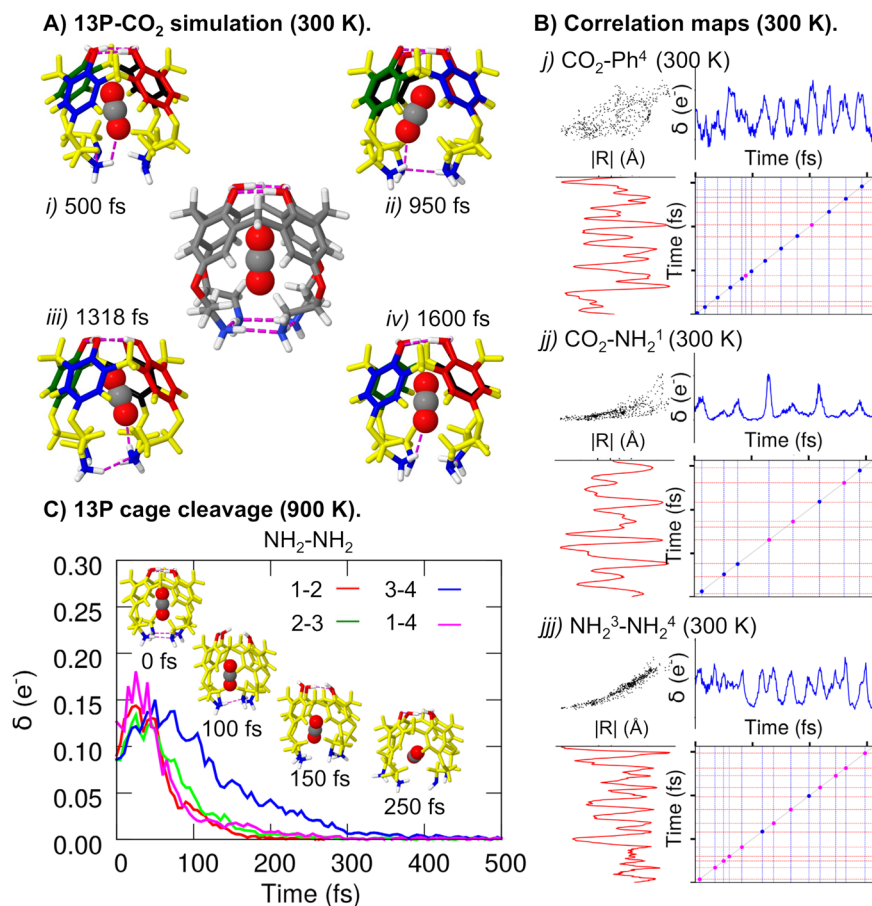 A) 13P-CO₂ simulation (300 K).
i) 500 fs
ii) 950 fs
iii) 1318 fs
iv) 1600 fs
B) Correlation maps (300 K).
j) CO₂-Ph⁴ (300 K)
δ (e⁻)
|R| (Å)
Time (fs)
Time (fs)
jj) CO₂-NH₂¹ (300 K)
δ (e⁻)
|R| (Å)
Time (fs)
Time (fs)
jjj) NH₂³-NH₂⁴ (300 K)
δ (e⁻)
|R| (Å)
Time (fs)
Time (fs)
C) 13P cage cleavage (900 K).
NH₂-NH₂
1-2
3-4
2-3
1-4
0 fs
100 fs
150 fs
250 fs
δ (e⁻)
0.30
0.25
0.20
0.15
0.10
0.05
0.00
0
100
200
300
400
500
Time (fs)